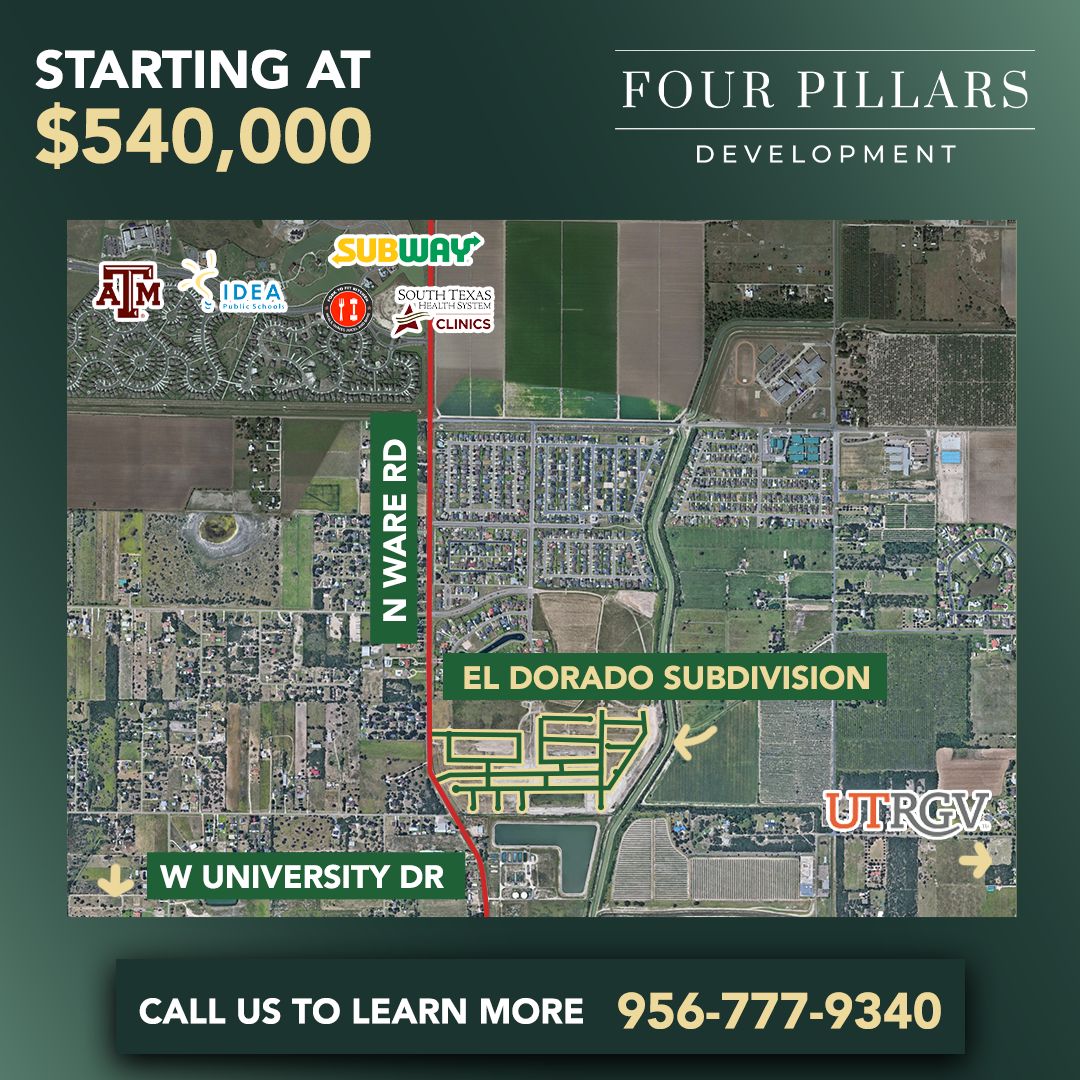 STARTING AT
$540,000
FOUR PILLARS
DEVELOPMENT
SUBWAY
ATM
IDEA
Public Schools
SOUTH TEXAS
HEALTH SYSTEM
CLINICS
N WARE RD
EL DORADO SUBDIVISION
UTRGV
W UNIVERSITY DR
CALL US TO LEARN MORE 956-777-9340